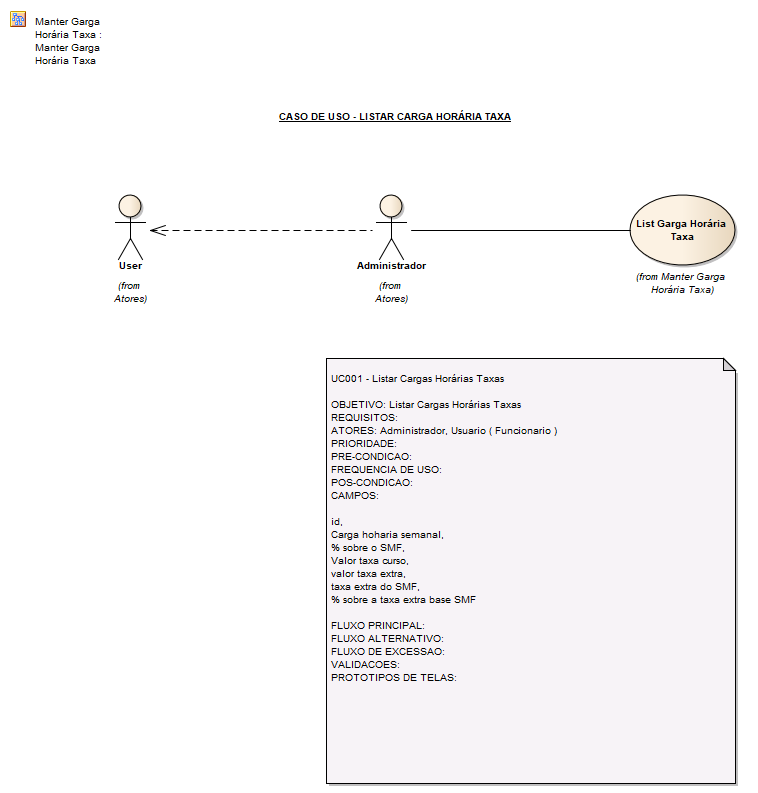 Manter Garga
Horária Taxa :
Manter Garga
Horária Taxa
CASO DE USO - LISTAR CARGA HORÁRIA TAXA
User
(from
Atores)
Administrador
(from
Atores)
List Garga Horária
Taxa
(from Manter Garga
Horária Taxa)
UC001 - Listar Cargas Horárias Taxas
OBJETIVO: Listar Cargas Horárias Taxas
REQUISITOS:
ATORES: Administrador, Usuario ( Funcionario )
PRIORIDADE:
PRE-CONDICAO:
FREQUENCIA DE USO:
POS-CONDICAO:
CAMPOS:
id,
Carga hoharia semanal,
% sobre o SMF,
Valor taxa curso,
valor taxa extra,
taxa extra do SMF,
% sobre a taxa extra base SMF
FLUXO PRINCIPAL:
FLUXO ALTERNATIVO:
FLUXO DE EXCESSAO:
VALIDACOES:
PROTOTIPOS DE TELAS: